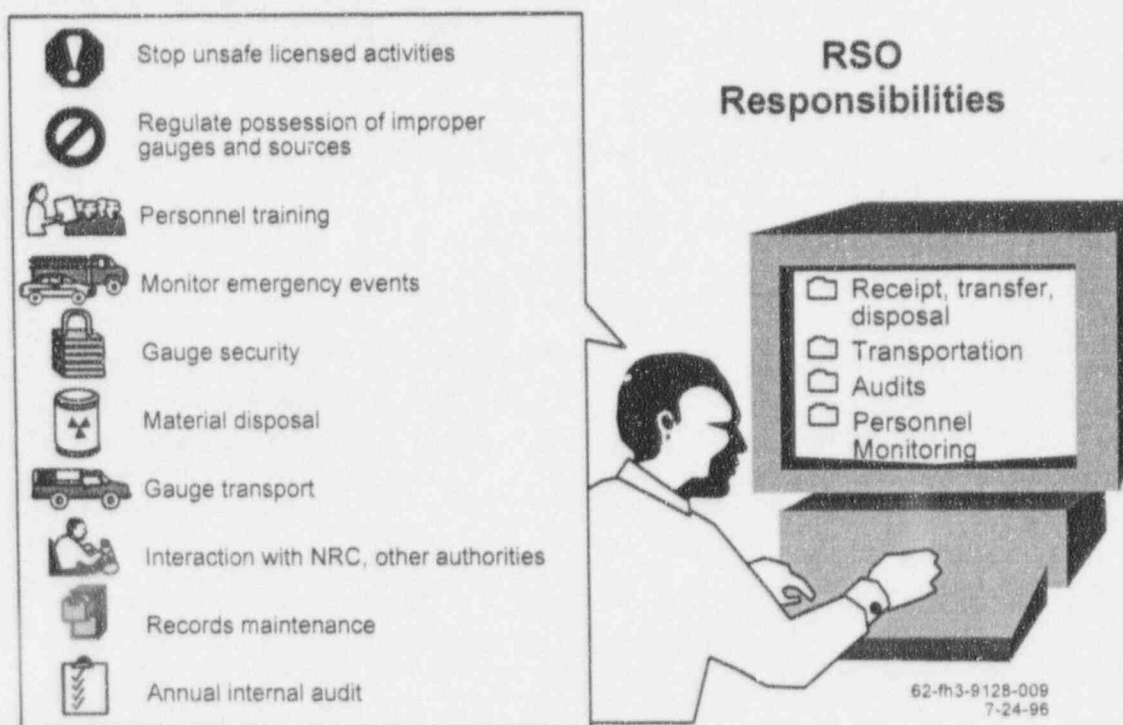 RSO
Responsibilities
Stop unsafe licensed activities
Regulate possession of improper
gauges and sources
Personnel training
Monitor emergency events
Gauge security
Material disposal
Gauge transport
Interaction with NRC, other authorities
Records maintenance
Annual internal audit
Receipt, transfer,
disposal
Transportation
Audits
Personnel
Monitoring
62-fh3-9128-009
7-24-96